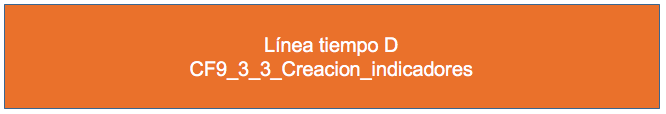 Línea tiempo D
CF9_3_3_Creacion_indicadores